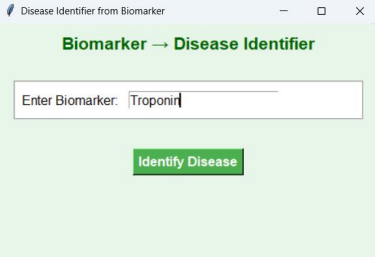 Disease Identifier from Biomarker
Biomarker → Disease Identifier
Enter Biomarker: Troponin
Identify Disease